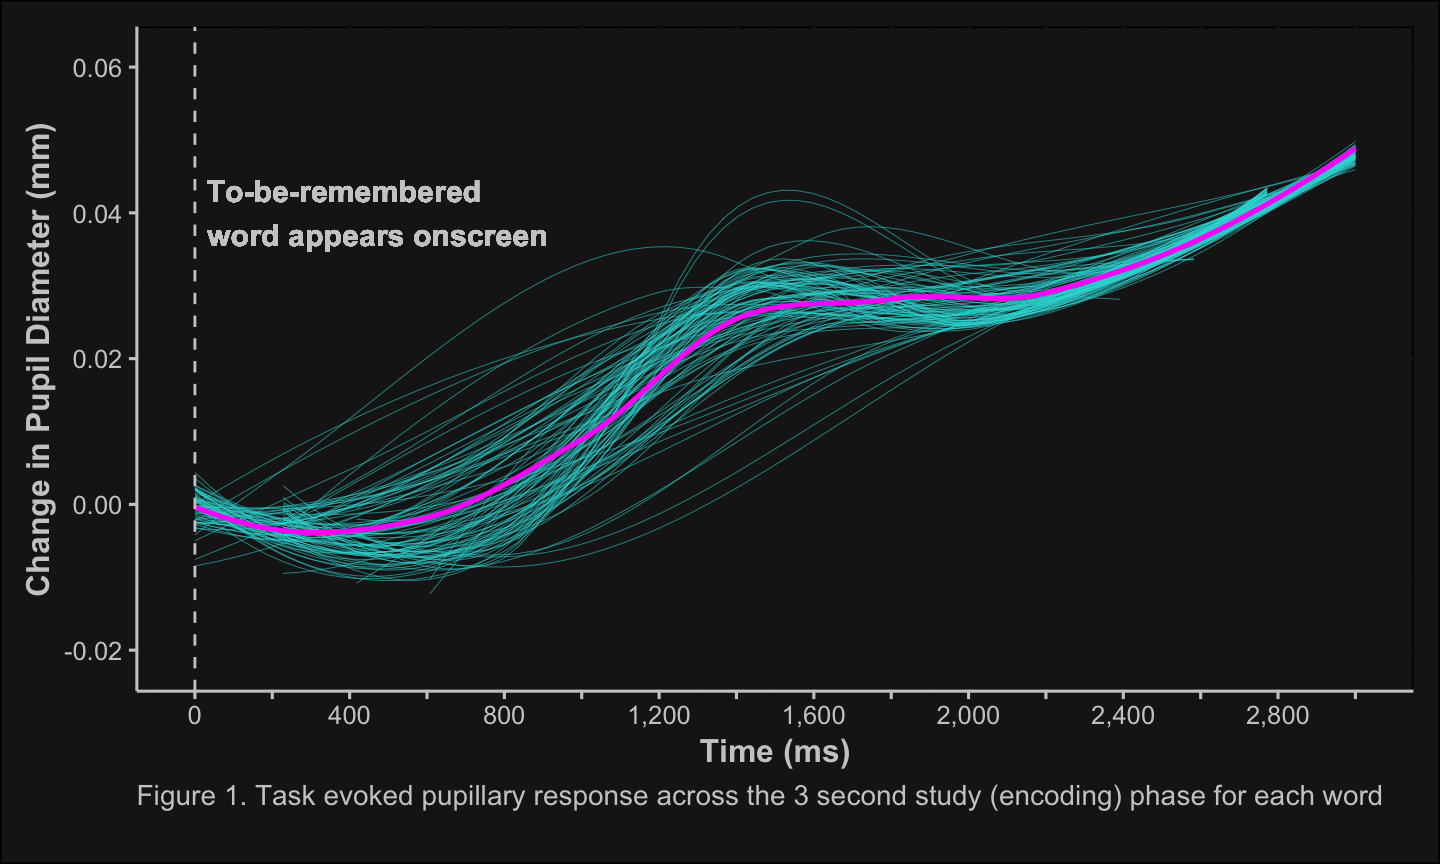 Change in Pupil Diameter (mm)
0.06
0.04
0.02
0.00
-0.02
To-be-remembered
word appears onscreen
0 400 800 1,200 1,600 2,000 2,400 2,800
Time (ms)
Figure 1. Task evoked pupillary response across the 3 second study (encoding) phase for each word